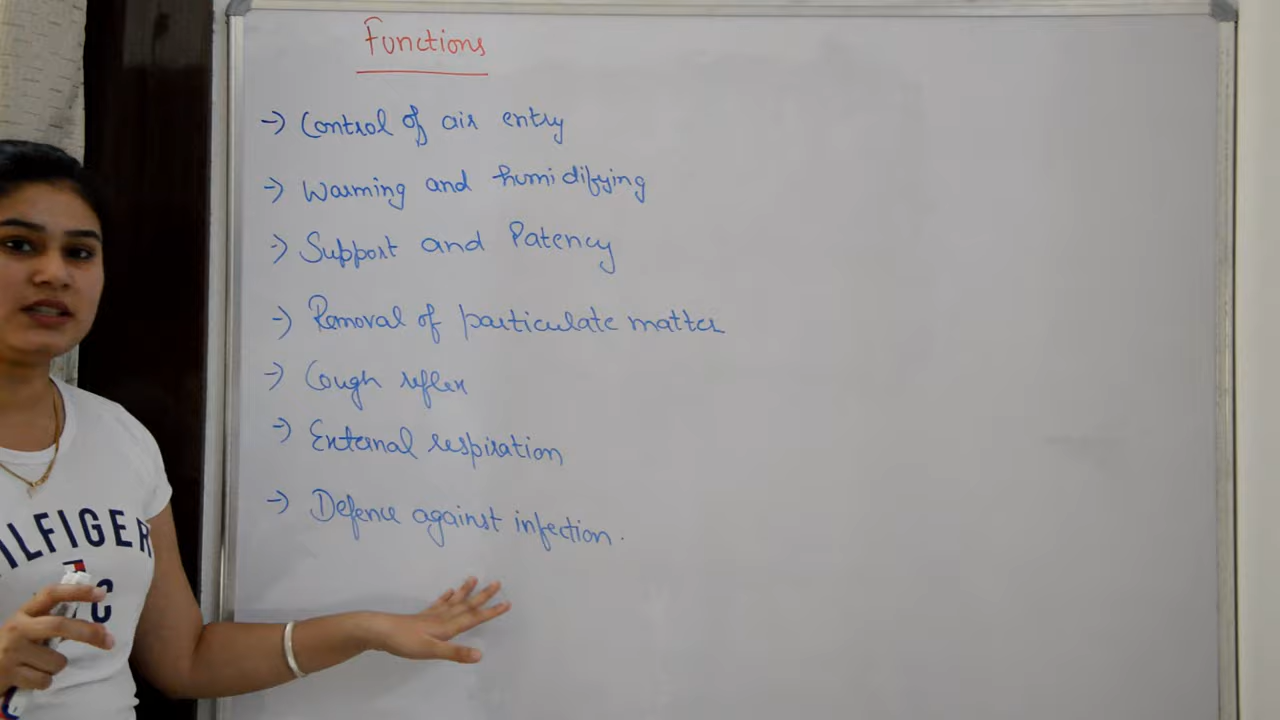 Functions
→ Control of air entry
→ Warming and humidifying
→ Support and Patency
→ Removal of particulate matter
→ Cough reflex
→ External respiration
→ Defence against infection.
ILFIGER